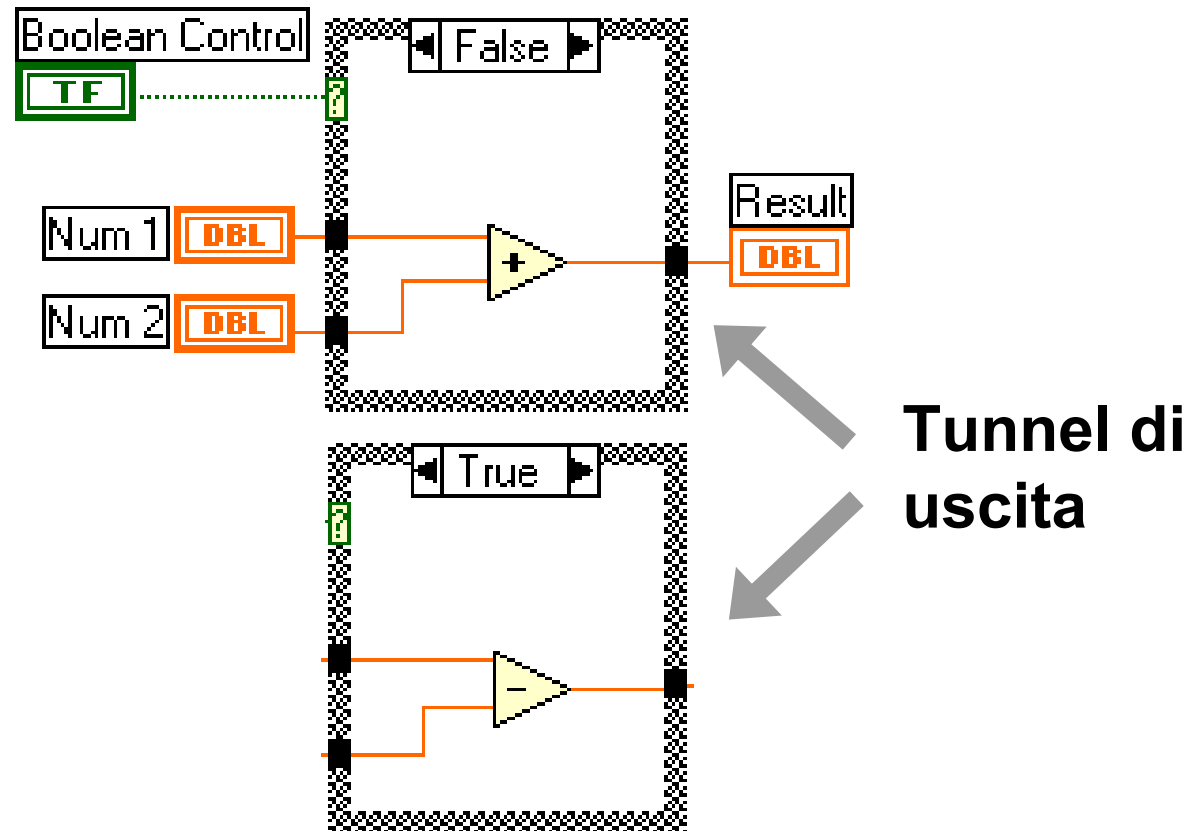 Boolean Control
TF
?
False
Num 1
DBL
Num 2
DBL
+
Result
DBL
Tunnel di
uscita
True
?
-